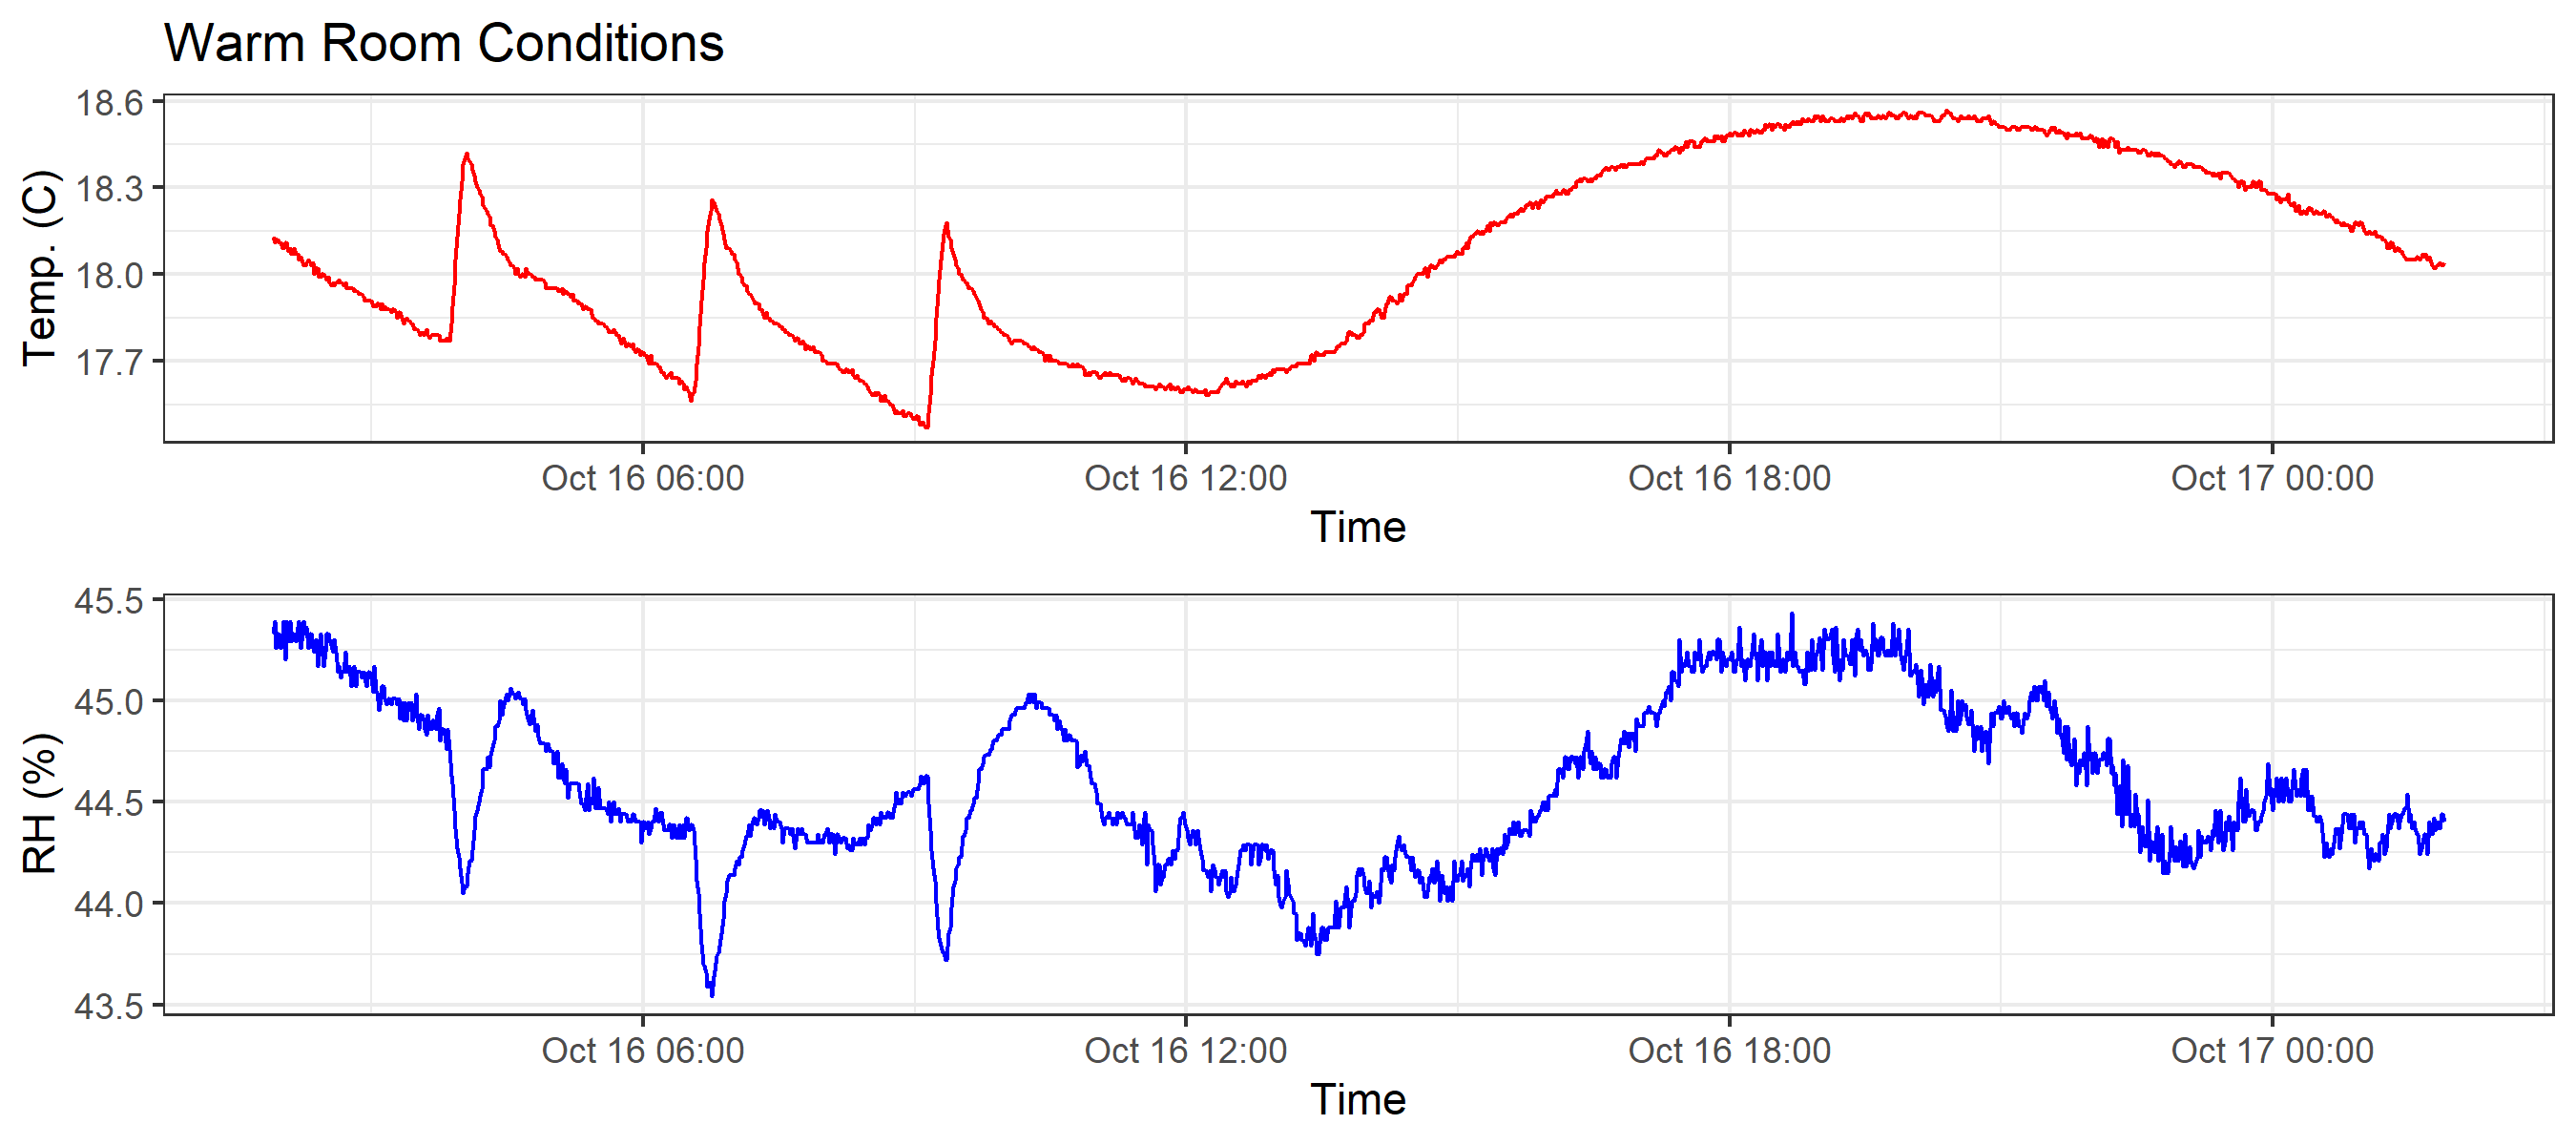 Warm Room Conditions
18.6
18.3
18.0
17.7
Temp. (C)
Oct 16 06:00 Oct 16 12:00 Oct 16 18:00 Oct 17 00:00
Time
45.5
45.0
44.5
44.0
43.5
RH (%)
Oct 16 06:00 Oct 16 12:00 Oct 16 18:00 Oct 17 00:00
Time